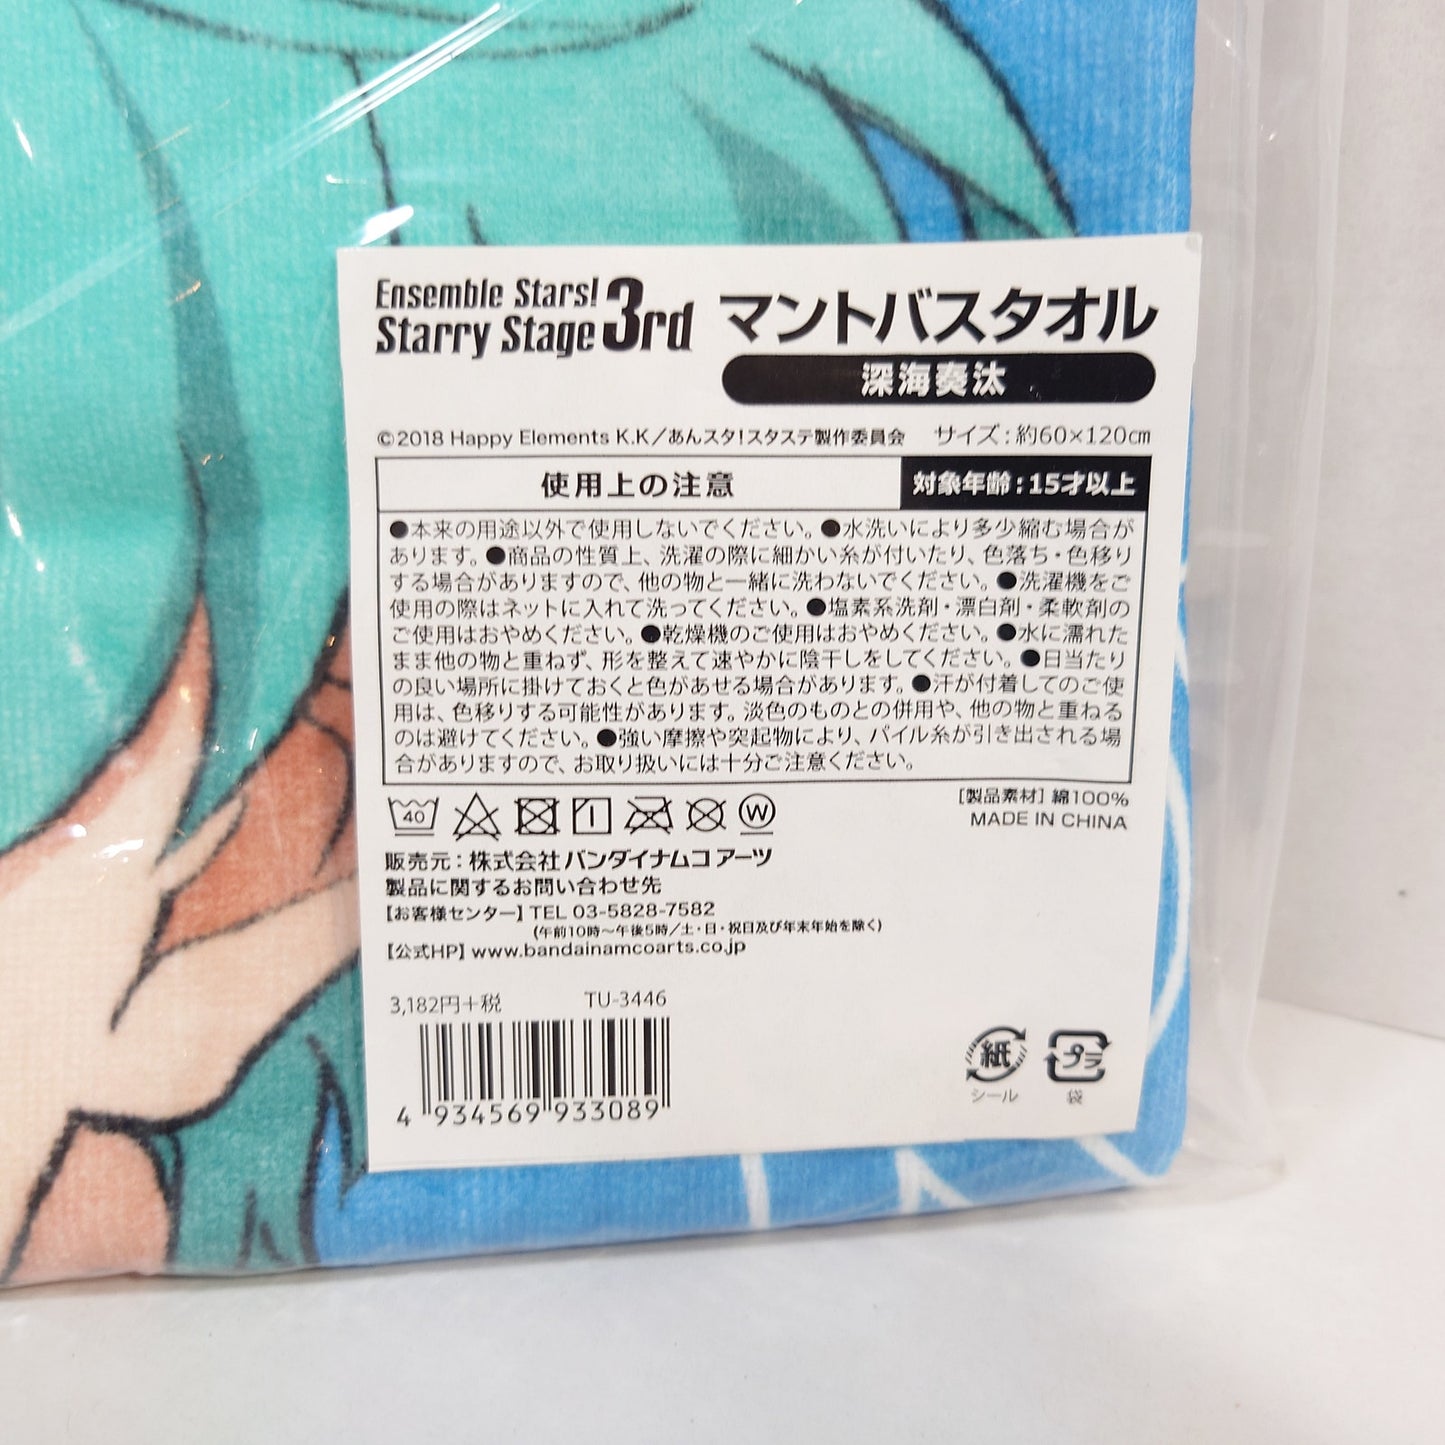 Ensemble Stars!
Starry Stage 3rd
マントバスタオル
深海奏汰
©2018 Happy Elements K.K/あんスタ!スタステ製作委員会 サイズ:約60×120㎝
使用上の注意 対象年齢:15才以上
●本来の用途以外で使用しないでください。●水洗いにより多少縮む場合が
あります。●商品の性質上、洗濯の際に細かい糸が付いたり、色落ち・色移り
する場合がありますので、他の物と一緒に洗わないでください。●洗濯機をご
使用の際はネットに入れて洗ってください。●塩素系洗剤・漂白剤・柔軟剤の
ご使用はおやめください。●乾燥機のご使用はおやめください。●水に濡れた
まま他の物と重ねず、形を整えて速やかに陰干しをしてください。●日当たり
の良い場所に掛けておくと色があせる場合があります。●汗が付着してのご使
用は、色移りする可能性があります。淡色のものとの併用や、他の物と重ねる
のは避けてください。●強い摩擦や突起物により、パイル糸が引き出される場
合がありますので、お取り扱いには十分ご注意ください。
40 W
[製品素材] 綿100%
MADE IN CHINA
販売元:株式会社バンダイナムコアーツ
製品に関するお問い合わせ先
【お客様センター】TEL 03-5828-7582
(午前10時～午後5時/土・日・祝日及び年末年始を除く)
【公式HP】www.bandainamcoarts.co.jp
3,182円+税 TU-3446
4 934569 933089
紙 プラ
シール 袋